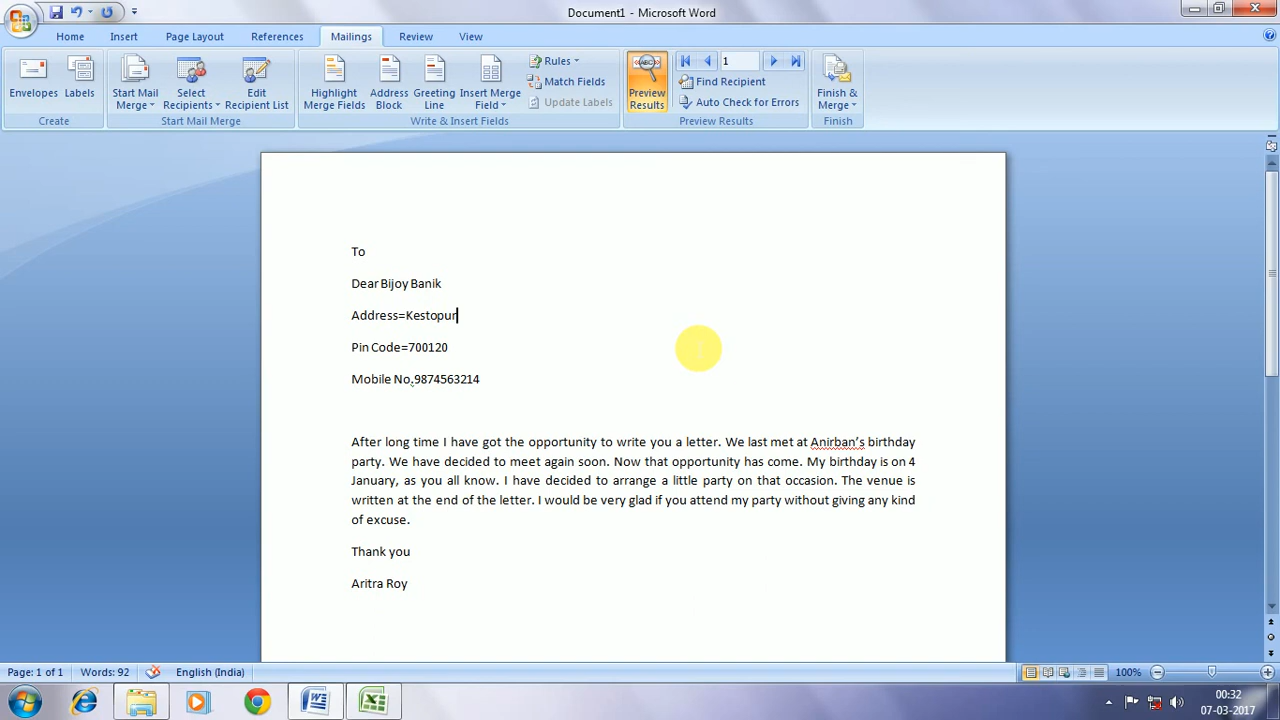 Document1 - Microsoft Word
Home Insert Page Layout References Mailings Review View
Envelopes Labels
Create
Start Mail Merge
Select Recipients
Edit Recipient List
Start Mail Merge
Highlight Merge Fields
Address Block
Greeting Line
Insert Merge Field
Rules
Match Fields
Update Labels
Write & Insert Fields
ABC
Preview Results
1
Find Recipient
Auto Check for Errors
Preview Results
Finish & Merge
Finish
To
Dear Bijoy Banik
Address=Kestopur
Pin Code=700120
Mobile No.9874563214
After long time I have got the opportunity to write you a letter. We last met at Anirban's birthday
party. We have decided to meet again soon. Now that opportunity has come. My birthday is on 4
January, as you all know. I have decided to arrange a little party on that occasion. The venue is
written at the end of the letter. I would be very glad if you attend my party without giving any kind
of excuse.
Thank you
Aritra Roy
Page: 1 of 1 Words: 92 English (India) 100%
00:32
07-03-2017